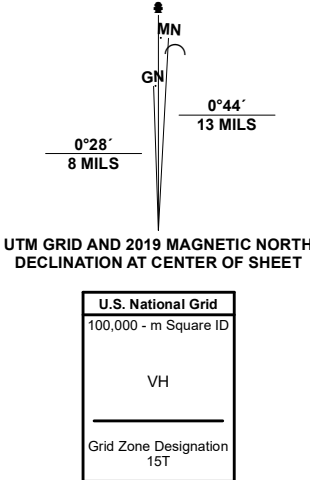 MN
GN
0°44´
13 MILS
0°28´
8 MILS
UTM GRID AND 2019 MAGNETIC NORTH
DECLINATION AT CENTER OF SHEET
U.S. National Grid
100,000 - m Square ID
VH
Grid Zone Designation
15T